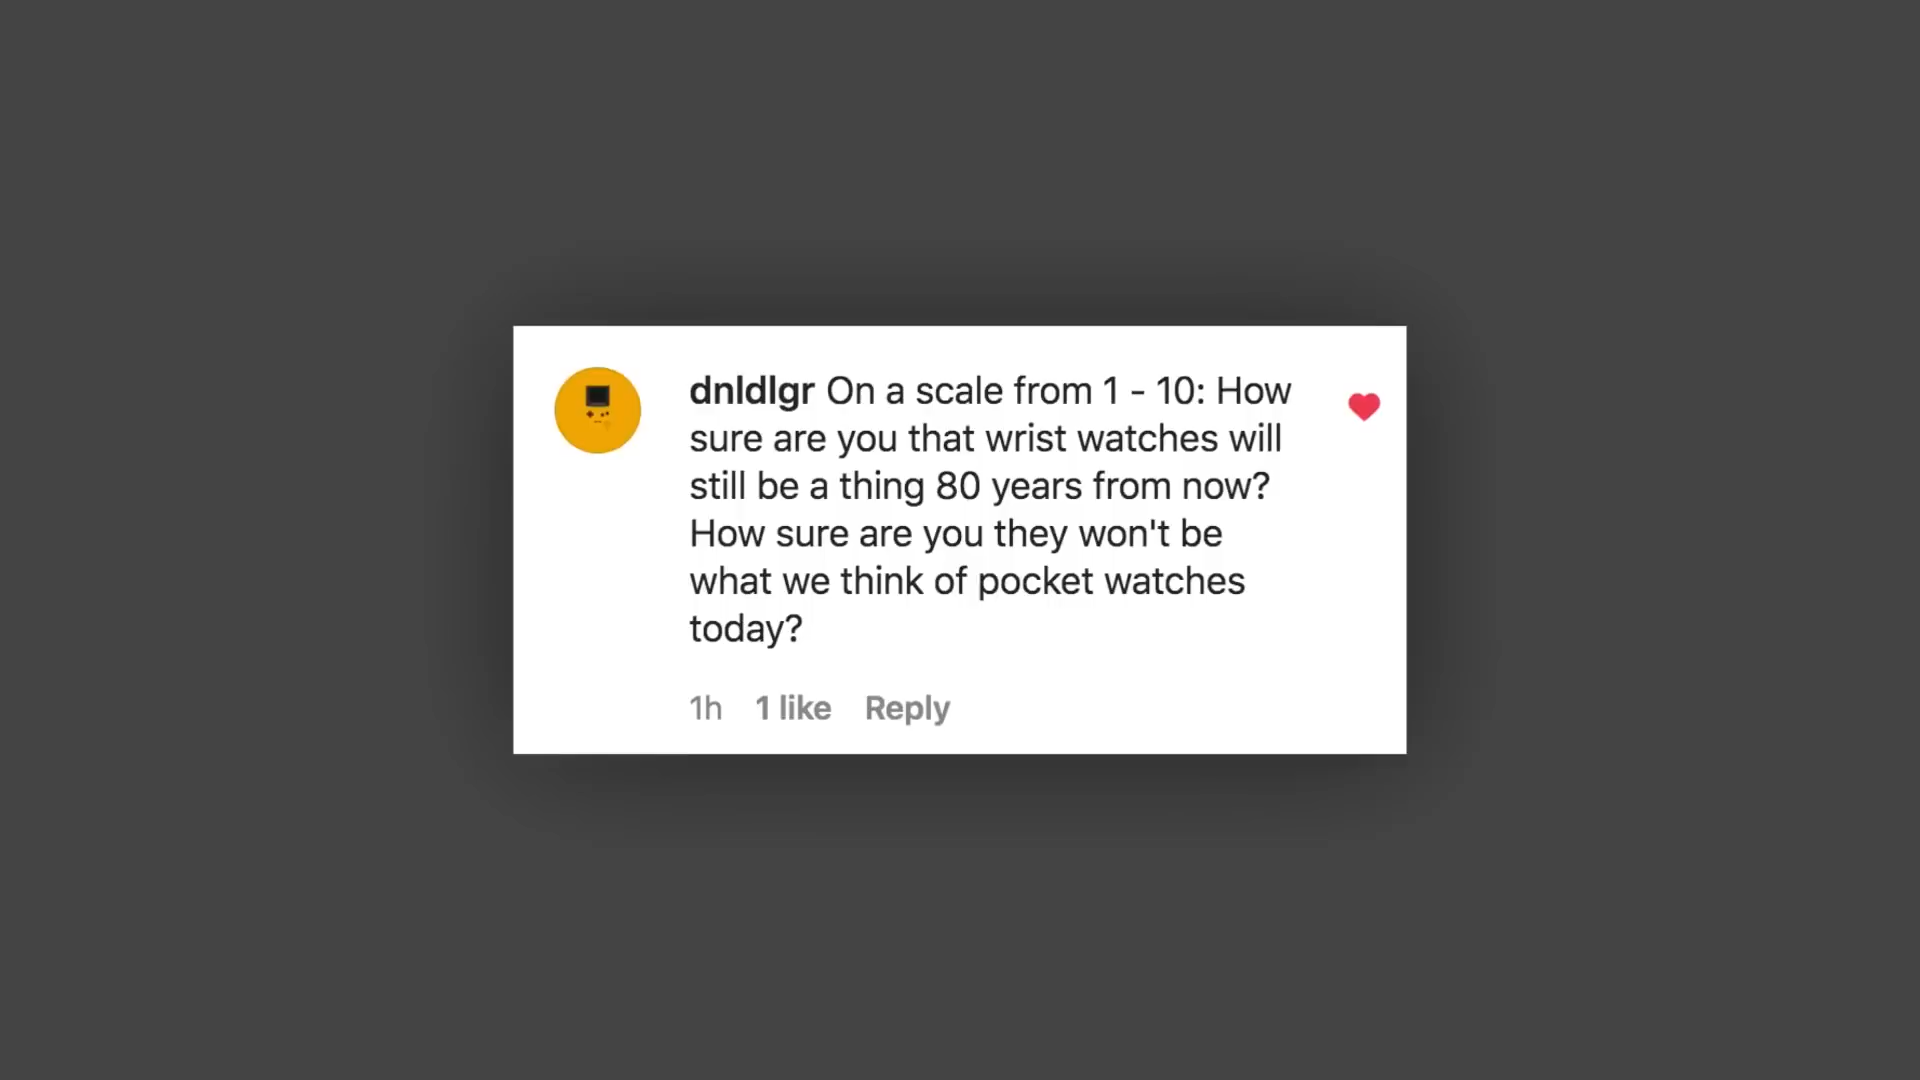 dnldlgr On a scale from 1 - 10: How
sure are you that wrist watches will
still be a thing 80 years from now?
How sure are you they won't be
what we think of pocket watches
today?
1h 1 like Reply